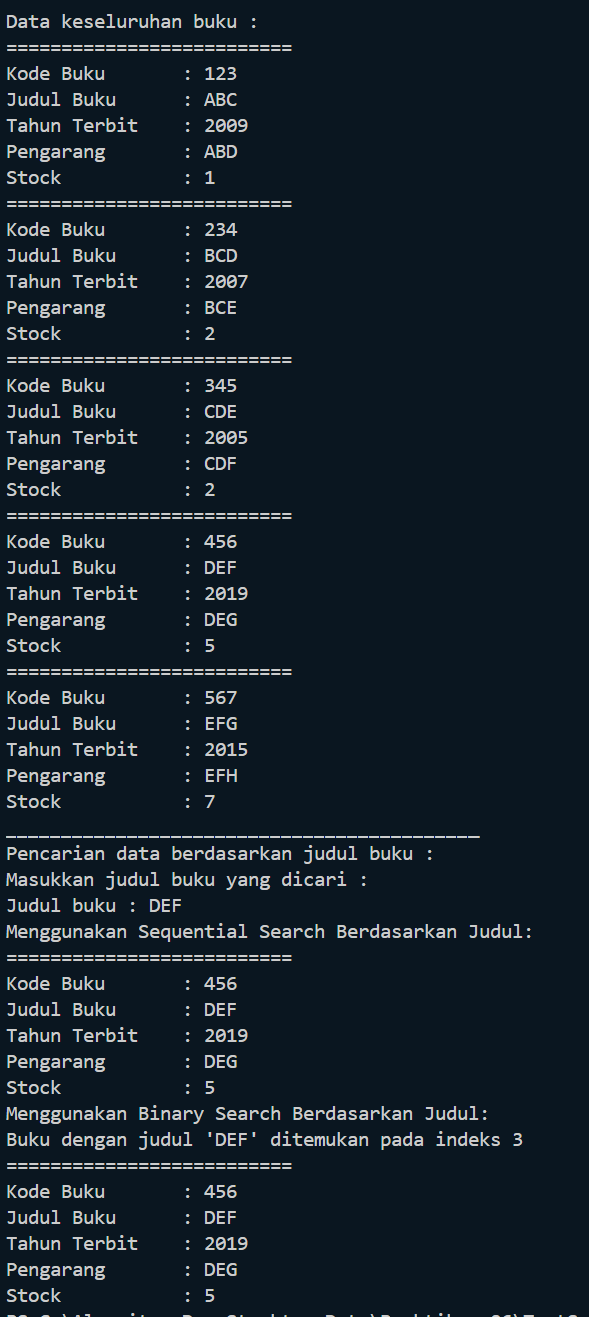 Data keseluruhan buku :
==========================
Kode Buku       : 123
Judul Buku      : ABC
Tahun Terbit    : 2009
Pengarang       : ABD
Stock           : 1
==========================
Kode Buku       : 234
Judul Buku      : BCD
Tahun Terbit    : 2007
Pengarang       : BCE
Stock           : 2
==========================
Kode Buku       : 345
Judul Buku      : CDE
Tahun Terbit    : 2005
Pengarang       : CDF
Stock           : 2
==========================
Kode Buku       : 456
Judul Buku      : DEF
Tahun Terbit    : 2019
Pengarang       : DEG
Stock           : 5
==========================
Kode Buku       : 567
Judul Buku      : EFG
Tahun Terbit    : 2015
Pengarang       : EFH
Stock           : 7
___________________________________________
Pencarian data berdasarkan judul buku :
Masukkan judul buku yang dicari :
Judul buku : DEF
Menggunakan Sequential Search Berdasarkan Judul:
==========================
Kode Buku       : 456
Judul Buku      : DEF
Tahun Terbit    : 2019
Pengarang       : DEG
Stock           : 5
Menggunakan Binary Search Berdasarkan Judul:
Buku dengan judul 'DEF' ditemukan pada indeks 3
==========================
Kode Buku       : 456
Judul Buku      : DEF
Tahun Terbit    : 2019
Pengarang       : DEG
Stock           : 5